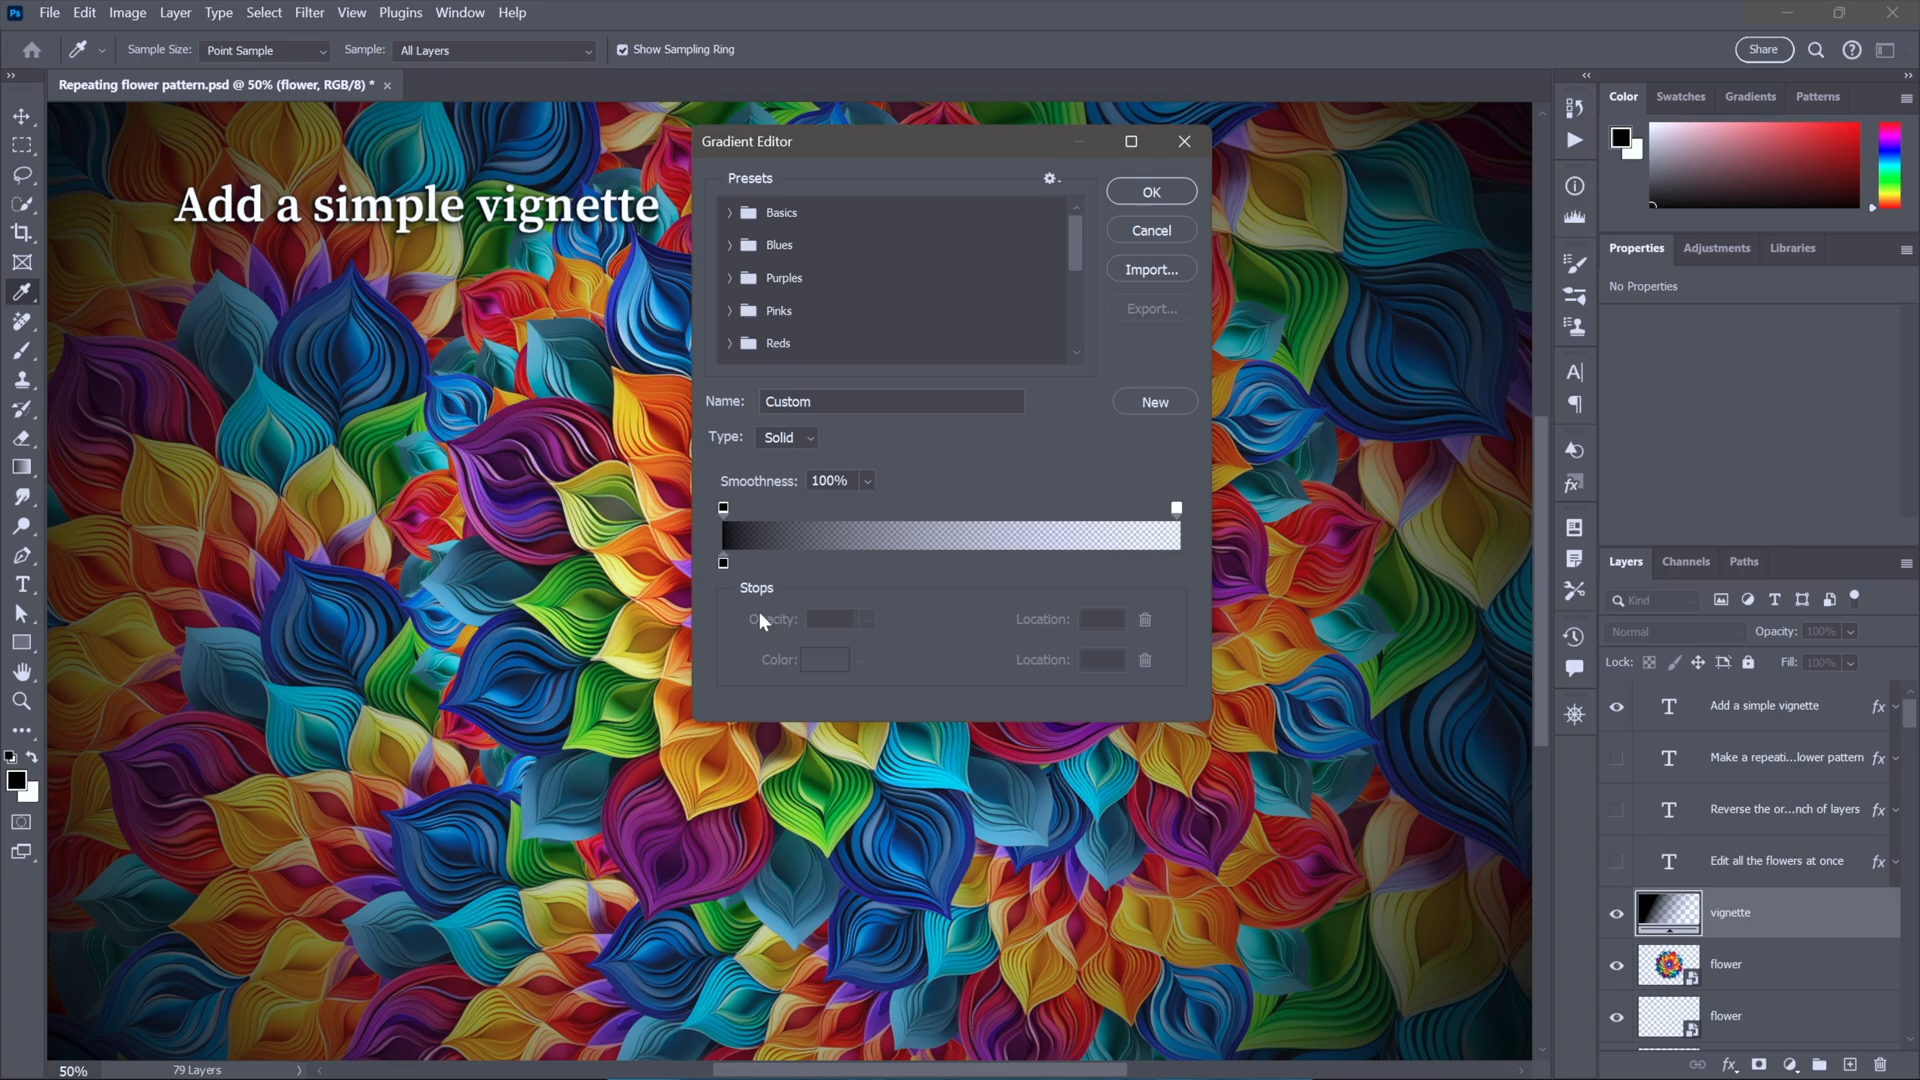 Ps File Edit Image Layer Type Select Filter View Plugins Window Help
Sample Size: Point Sample Sample: All Layers Show Sampling Ring Share
Repeating flower pattern.psd @ 50% (flower, RGB/8) *
Add a simple vignette
Gradient Editor
Presets
Basics
Blues
Purples
Pinks
Reds
OK
Cancel
Import...
Export...
Name: Custom
New
Type: Solid
Smoothness: 100%
Stops
Location:
Color: Location:
Color Swatches Gradients Patterns
Properties Adjustments Libraries
No Properties
Layers Channels Paths
Kind
Normal Opacity: 100%
Lock: Fill: 100%
T Add a simple vignette fx
T Make a repeati...lower pattern fx
T Reverse the or...nch of layers fx
T Edit all the flowers at once fx
vignette
flower
flower
50% 79 Layers